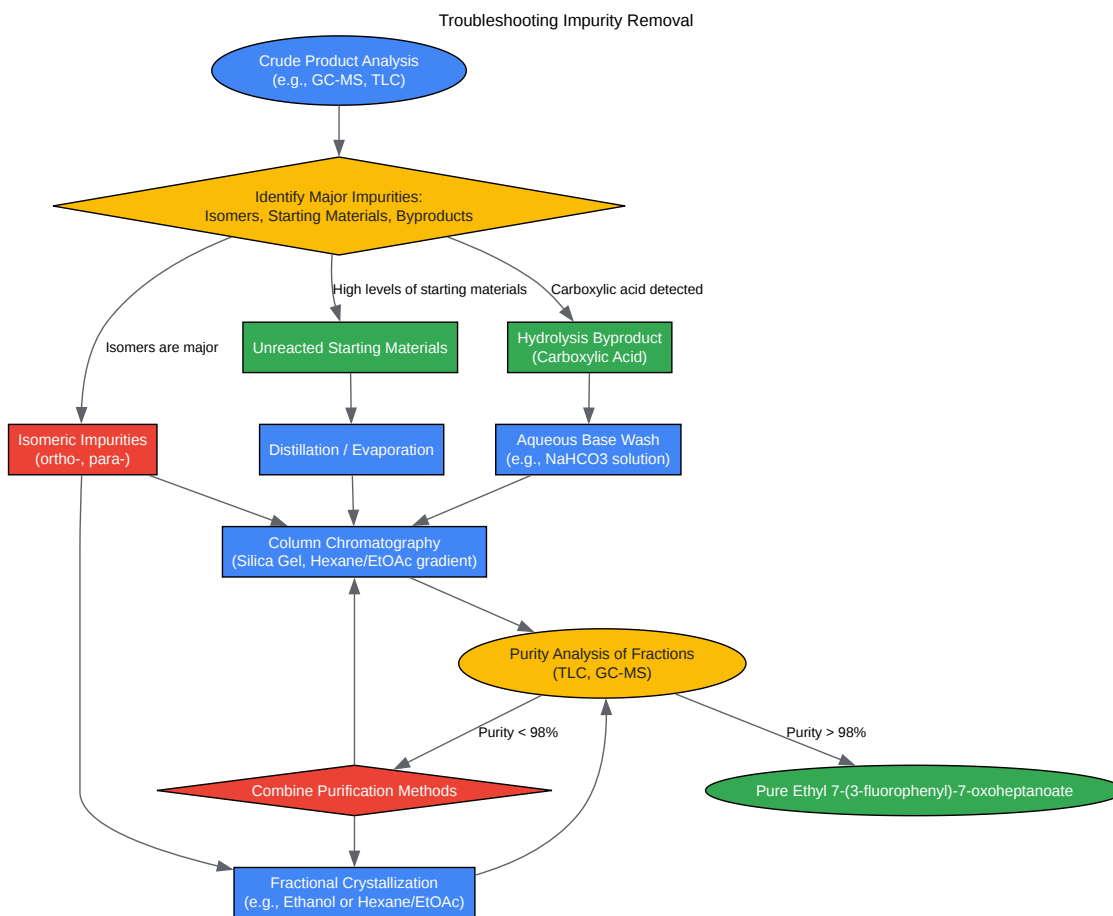 Troubleshooting Impurity Removal
Crude Product Analysis
(e.g., GC-MS, TLC)
Identify Major Impurities:
Isomers, Starting Materials, Byproducts
High levels of starting materials
Carboxylic acid detected
Isomers are major
Unreacted Starting Materials
Hydrolysis Byproduct
(Carboxylic Acid)
Isomeric Impurities
(ortho-, para-)
Distillation / Evaporation
Aqueous Base Wash
(e.g., NaHCO3 solution)
Column Chromatography
(Silica Gel, Hexane/EtOAc gradient)
Purity Analysis of Fractions
(TLC, GC-MS)
Purity < 98%
Purity > 98%
Combine Purification Methods
Pure Ethyl 7-(3-fluorophenyl)-7-oxoheptanoate
Fractional Crystallization
(e.g., Ethanol or Hexane/EtOAc)